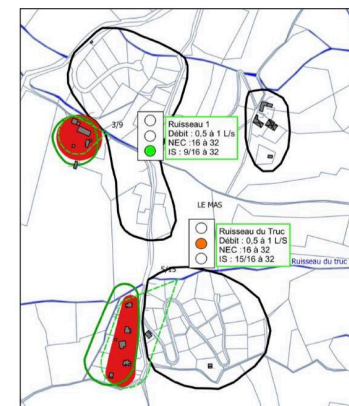 3/9
Ruisseau 1
Débit : 0,5 à 1 L/s
NEC :16 à 32
IS : 9/16 à 32
LE MAS
Ruisseau du Truc
Débit : 0,5 à 1 L/S
NEC :16 à 32
IS : 15/16 à 32
Ruisseau du truc
5/15